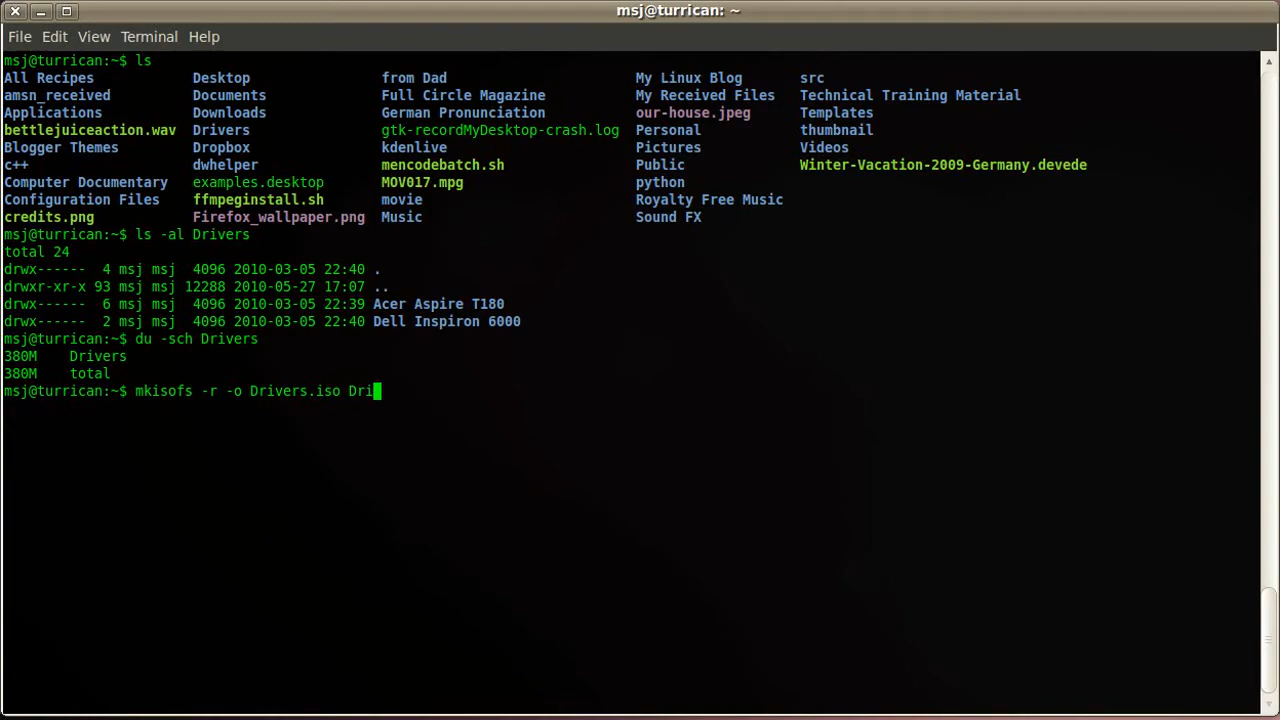 msj@turrican: ~
File Edit View Terminal Help
msj@turrican:~$ ls
All Recipes Desktop from Dad My Linux Blog src
amsn_received Documents Full Circle Magazine My Received Files Technical Training Material
Applications Downloads German Pronunciation our-house.jpeg Templates
bettlejuiceaction.wav Drivers gtk-recordMyDesktop-crash.log Personal thumbnail
Blogger Themes Dropbox kdenlive Pictures Videos
c++ dwhelper mencodebatch.sh Public Winter-Vacation-2009-Germany.devede
Computer Documentary examples.desktop MOV017.mpg python
Configuration Files ffmpeginstall.sh movie Royalty Free Music
credits.png Firefox_wallpaper.png Music Sound FX
msj@turrican:~$ ls -al Drivers
total 24
drwx------ 4 msj msj 4096 2010-03-05 22:40 .
drwxr-xr-x 93 msj msj 12288 2010-05-27 17:07 ..
drwx------ 6 msj msj 4096 2010-03-05 22:39 Acer Aspire T180
drwx------ 2 msj msj 4096 2010-03-05 22:40 Dell Inspiron 6000
msj@turrican:~$ du -sch Drivers
380M Drivers
380M total
msj@turrican:~$ mkisofs -r -o Drivers.iso Dri